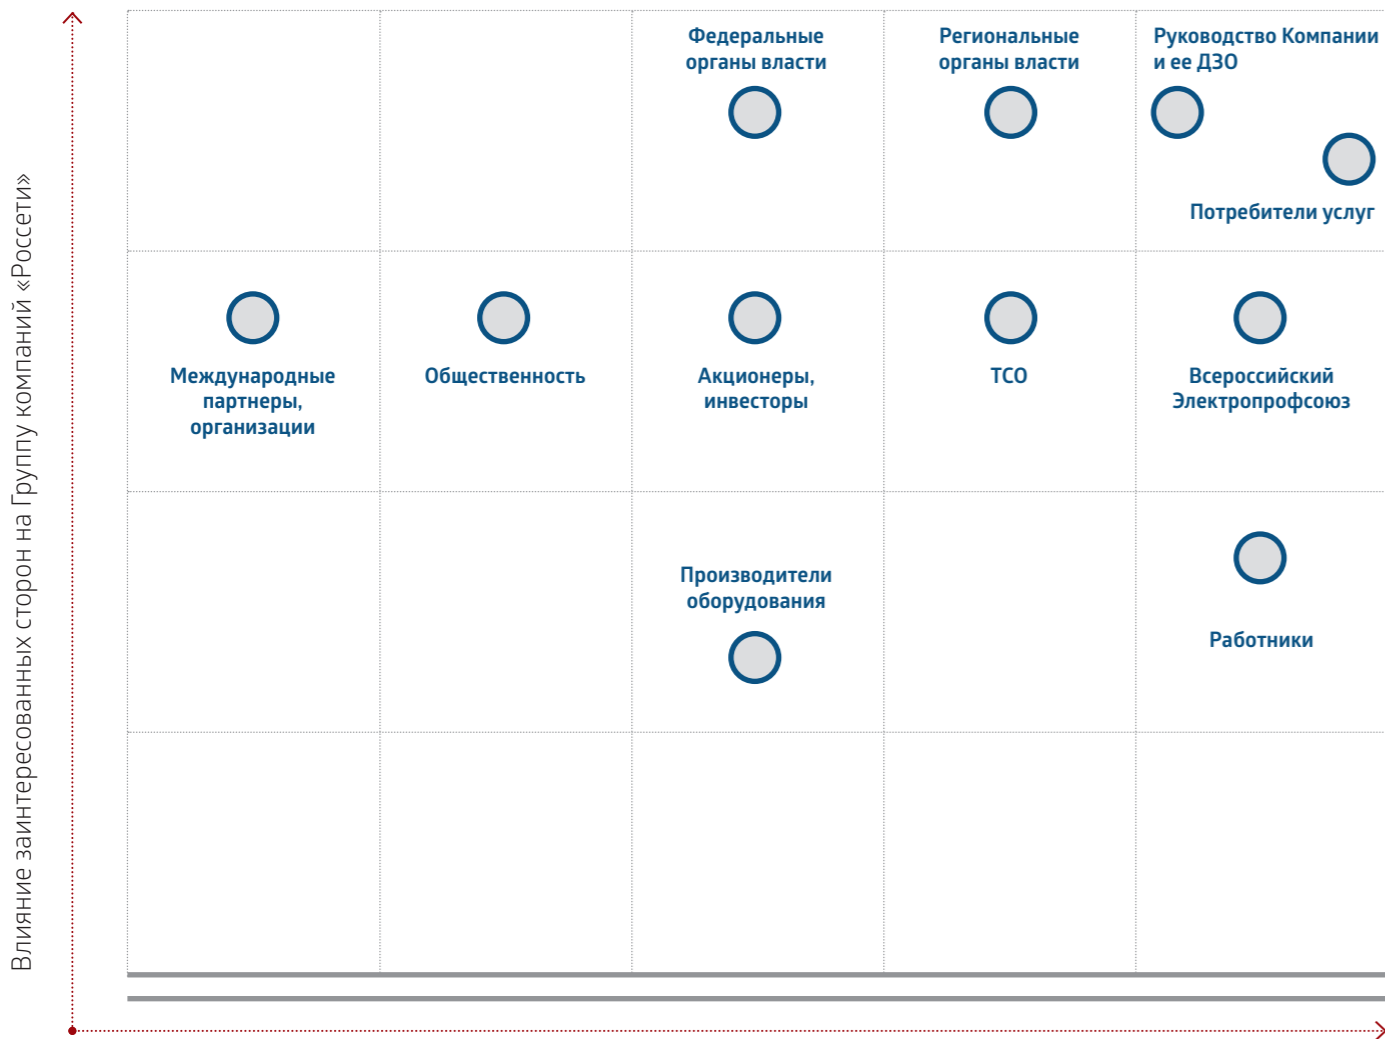 Влияние заинтересованных сторон на Группу компаний «Россети»
Федеральные
органы власти
Региональные
органы власти
Руководство Компании
и ее ДЗО
Потребители услуг
Международные
партнеры,
организации
Общественность
Акционеры,
инвесторы
ТСО
Всероссийский
Электропрофсоюз
Производители
оборудования
Работники